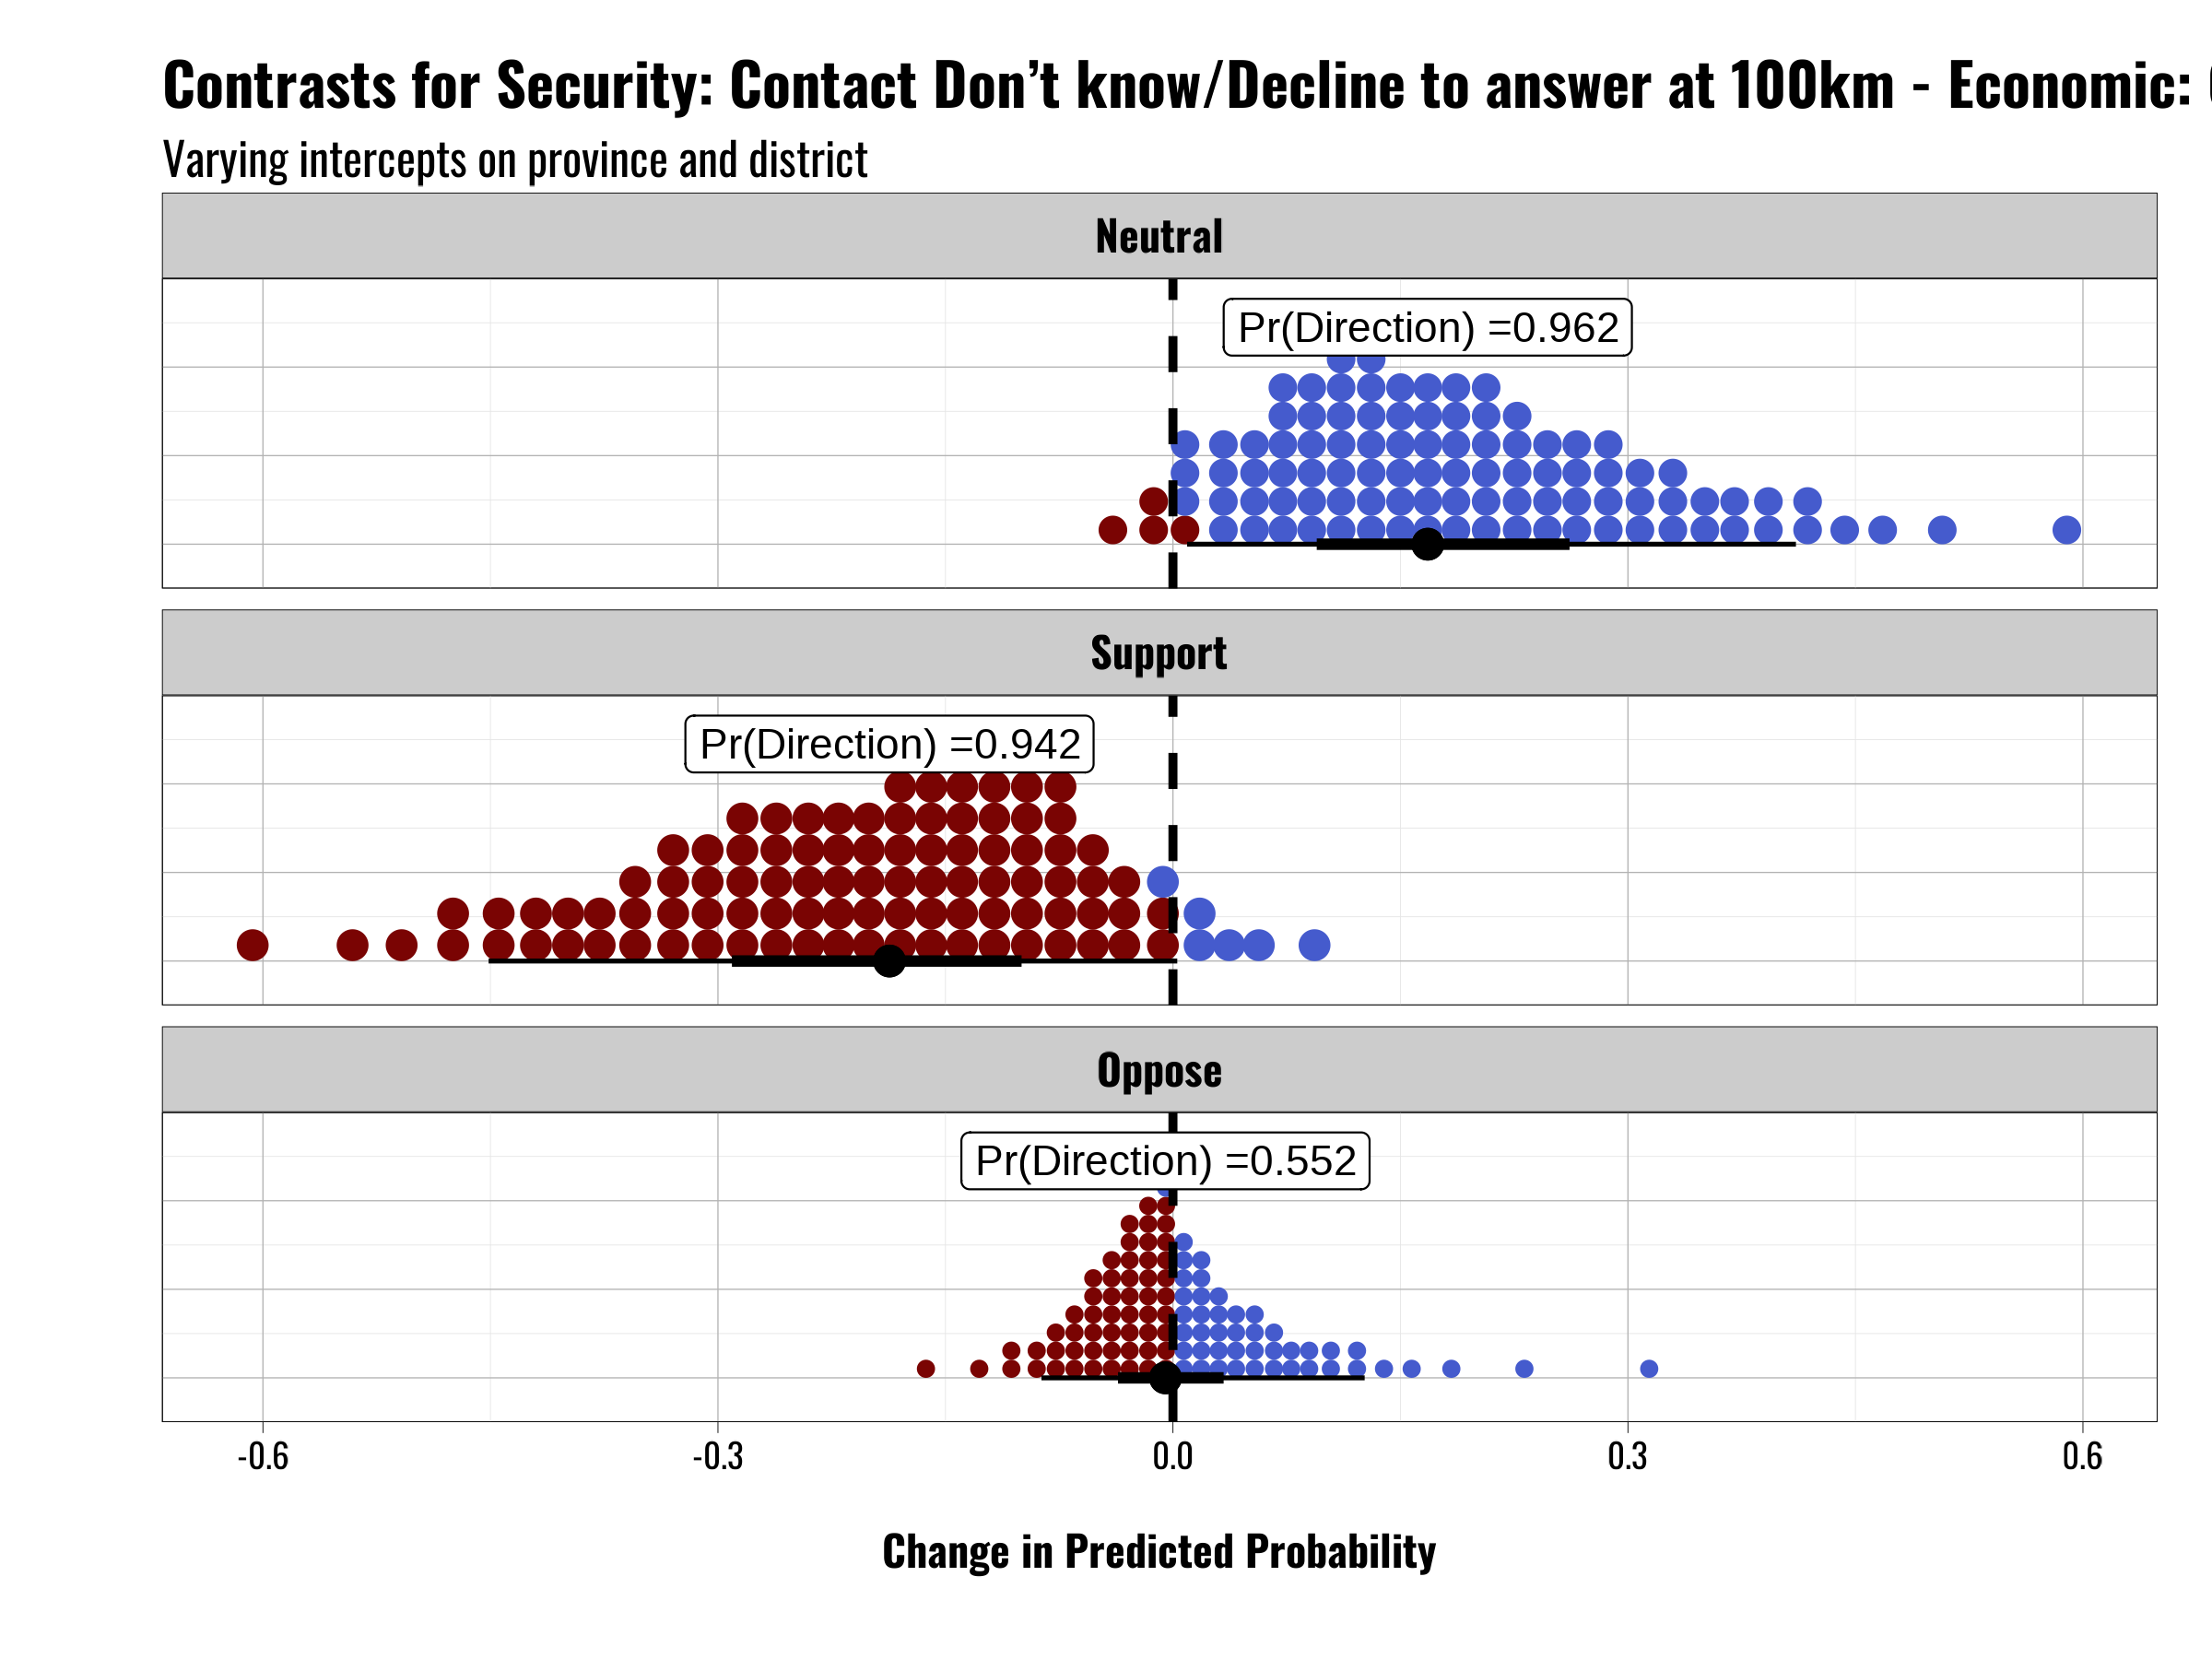 Contrasts for Security: Contact Don’t know/Decline to answer at 100km - Economic:
Varying intercepts on province and district
Neutral
Pr(Direction) =0.962
Support
Pr(Direction) =0.942
Oppose
Pr(Direction) =0.552
-0.6 -0.3 0.0 0.3 0.6
Change in Predicted Probability